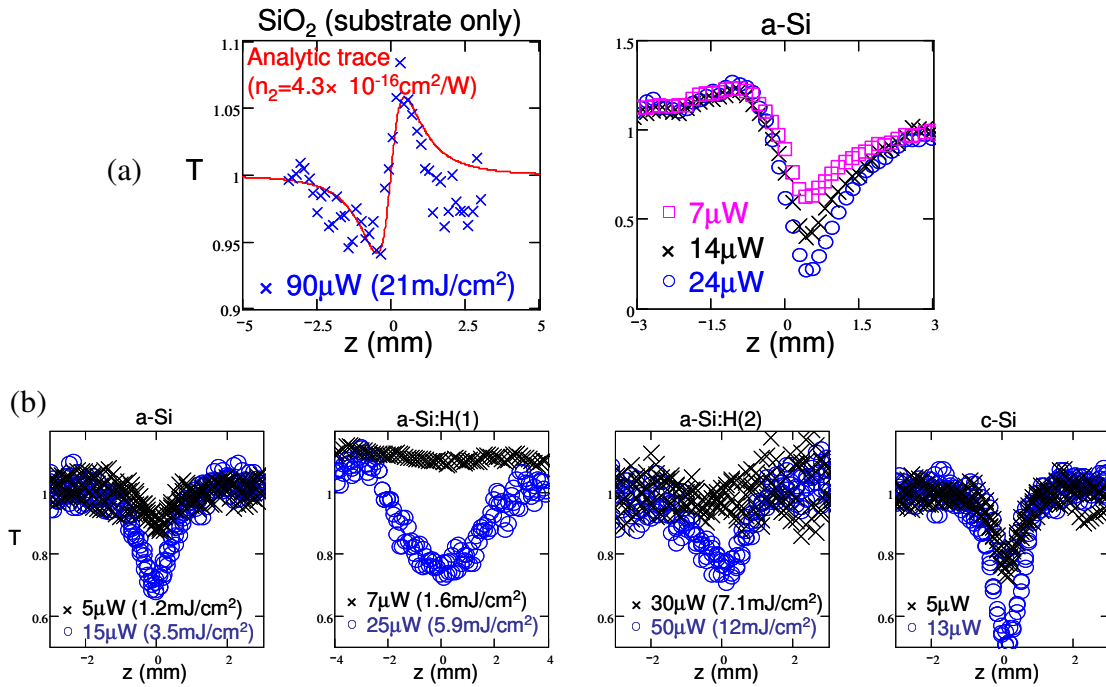 SiO2 (substrate only)
1.1
1.05
1
0.95
0.9
Analytic trace
(n2=4.3× 10-16cm2/W)
(a)
T
× 90μW (21mJ/cm2)
−5
−2.5
0
2.5
5
z (mm)
a-Si
1.5
1
0.5
0
7μW
14μW
24μW
−3
−1.5
0
1.5
3
z (mm)
(b)
a-Si
1
0.8
0.6
T
× 5μW (1.2mJ/cm2)
○ 15μW (3.5mJ/cm2)
−2
0
2
z (mm)
a-Si:H(1)
1
0.8
0.6
× 7μW (1.6mJ/cm2)
○ 25μW (5.9mJ/cm2)
−4
−2
0
2
4
z (mm)
a-Si:H(2)
1
0.8
0.6
× 30μW (7.1mJ/cm2)
○ 50μW (12mJ/cm2)
−2
0
2
z (mm)
c-Si
1
0.8
0.6
× 5μW
○ 13μW
−2
0
2
z (mm)